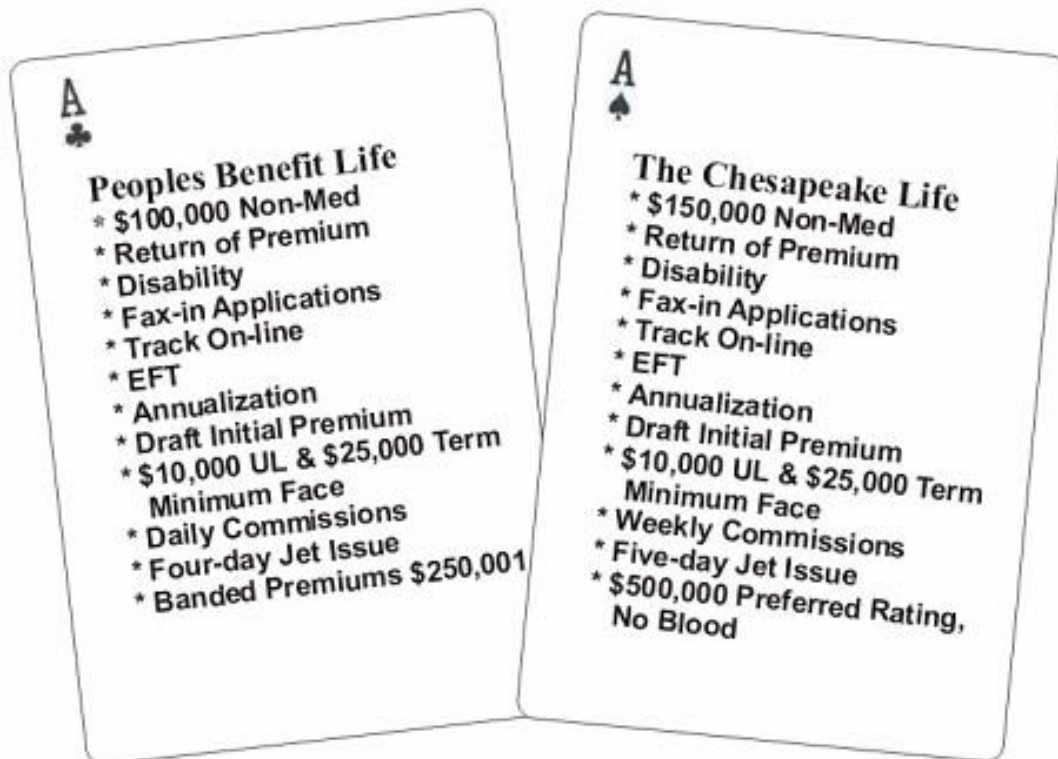 A
Peoples Benefit Life
* $100,000 Non-Med
* Return of Premium
* Disability
* Fax-in Applications
* Track On-line
* EFT
* Annualization
* Draft Initial Premium
* $10,000 UL & $25,000 Term
Minimum Face
* Daily Commissions
* Four-day Jet Issue
* Banded Premiums $250,001
A
The Chesapeake Life
* $150,000 Non-Med
* Return of Premium
* Disability
* Fax-in Applications
* Track On-line
* EFT
* Annualization
* Draft Initial Premium
* $10,000 UL & $25,000 Term
Minimum Face
* Weekly Commissions
* Five-day Jet Issue
* $500,000 Preferred Rating,
No Blood